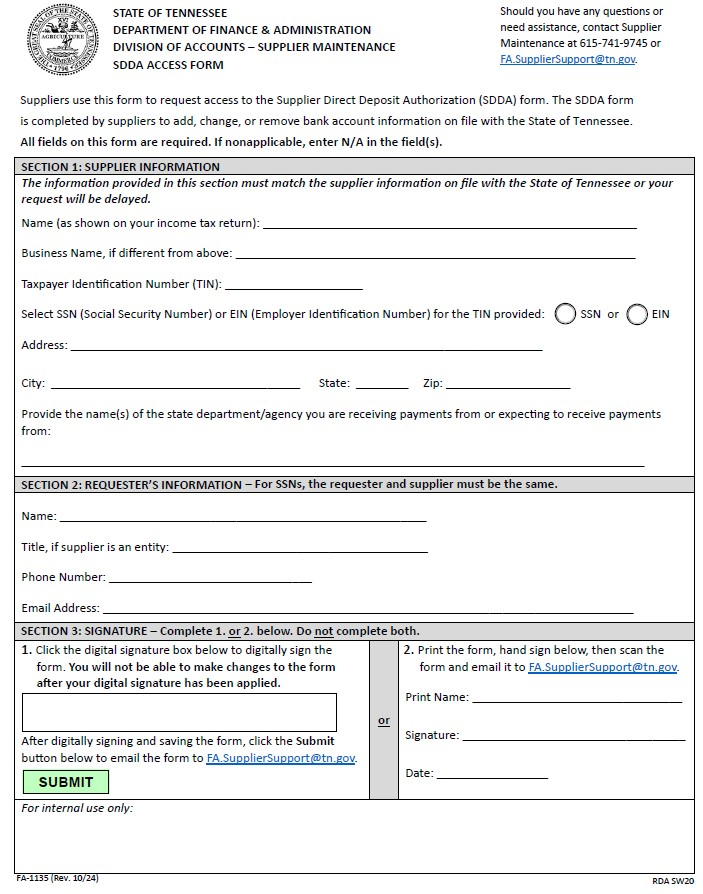 STATE OF TENNESSEE
DEPARTMENT OF FINANCE & ADMINISTRATION
DIVISION OF ACCOUNTS – SUPPLIER MAINTENANCE
SDDA ACCESS FORM
Should you have any questions or
need assistance, contact Supplier
Maintenance at 615-741-9745 or
FA.SupplierSupport@tn.gov.
AGRICULTURE
COMMERCE
1796
Suppliers use this form to request access to the Supplier Direct Deposit Authorization (SDDA) form. The SDDA form
is completed by suppliers to add, change, or remove bank account information on file with the State of Tennessee.
All fields on this form are required. If nonapplicable, enter N/A in the field(s).
SECTION 1: SUPPLIER INFORMATION
The information provided in this section must match the supplier information on file with the State of Tennessee or your
request will be delayed.
Name (as shown on your income tax return):
Business Name, if different from above:
Taxpayer Identification Number (TIN):
Select SSN (Social Security Number) or EIN (Employer Identification Number) for the TIN provided: SSN or EIN
Address:
City: State: Zip:
Provide the name(s) of the state department/agency you are receiving payments from or expecting to receive payments
from:
SECTION 2: REQUESTER'S INFORMATION – For SSNs, the requester and supplier must be the same.
Name:
Title, if supplier is an entity:
Phone Number:
Email Address:
SECTION 3: SIGNATURE – Complete 1. or 2. below. Do not complete both.
1. Click the digital signature box below to digitally sign the
form. You will not be able to make changes to the form
after your digital signature has been applied.
After digitally signing and saving the form, click the Submit
button below to email the form to FA.SupplierSupport@tn.gov.
SUBMIT
or
2. Print the form, hand sign below, then scan the
form and email it to FA.SupplierSupport@tn.gov.
Print Name:
Signature:
Date:
For internal use only:
FA-1135 (Rev. 10/24)
RDA SW20